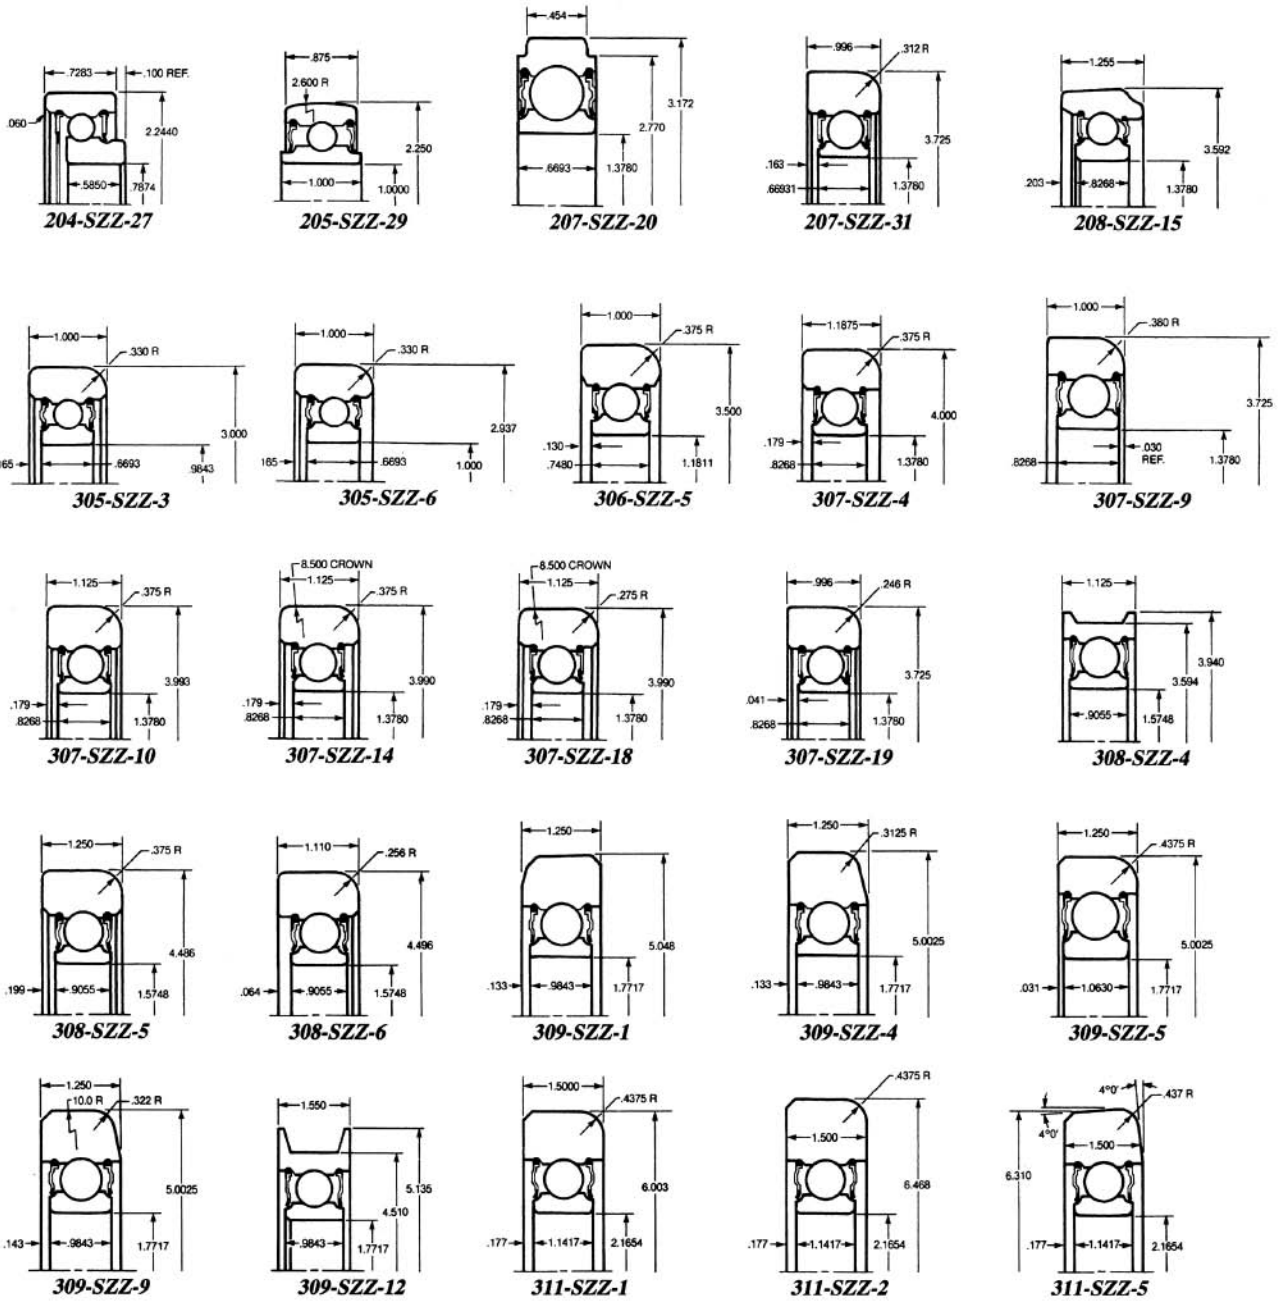 .7283 .100 REF.
.060
2.2440
.5850
.7874
204-SZZ-27
.875
2.600 R
2.250
1.000
1.0000
205-SZZ-29
.454
3.172
2.770
.6693
1.3780
207-SZZ-20
.996
.312 R
3.725
.163
.66931
1.3780
207-SZZ-31
1.255
3.592
.203
.8268
1.3780
208-SZZ-15
1.000
.330 R
3.000
165
.6693
.9843
305-SZZ-3
1.000
.330 R
2.937
165
.6693
1.000
305-SZZ-6
1.000
.375 R
3.500
.130
.7480
1.1811
306-SZZ-5
1.1875
.375 R
4.000
.179
.8268
1.3780
307-SZZ-4
1.000
.380 R
3.725
.030
REF.
.8268
1.3780
307-SZZ-9
1.125
.375 R
3.993
.179
.8268
1.3780
307-SZZ-10
8.500 CROWN
1.125
.375 R
3.990
.179
.8268
1.3780
307-SZZ-14
8.500 CROWN
1.125
.275 R
3.990
.179
.8268
1.3780
307-SZZ-18
.996
.246 R
3.725
.041
.8268
1.3780
307-SZZ-19
1.125
3.940
3.594
.9055
1.5748
308-SZZ-4
1.250
.375 R
4.486
.199
.9055
1.5748
308-SZZ-5
1.110
.256 R
4.496
.064
.9055
1.5748
308-SZZ-6
1.250
5.048
.133
.9843
1.7717
309-SZZ-1
1.250
.3125 R
5.0025
.133
.9843
1.7717
309-SZZ-4
1.250
.4375 R
5.0025
.031
1.0630
1.7717
309-SZZ-5
1.250
10.0 R
.322 R
5.0025
.143
.9843
1.7717
309-SZZ-9
1.550
5.135
4.510
.9843
1.7717
309-SZZ-12
1.5000
.4375 R
6.003
.177
1.1417
2.1654
311-SZZ-1
.4375 R
1.500
6.468
.177
1.1417
2.1654
311-SZZ-2
4°0'
.437 R
4°0'
1.500
6.310
.177
1.1417
2.1654
311-SZZ-5